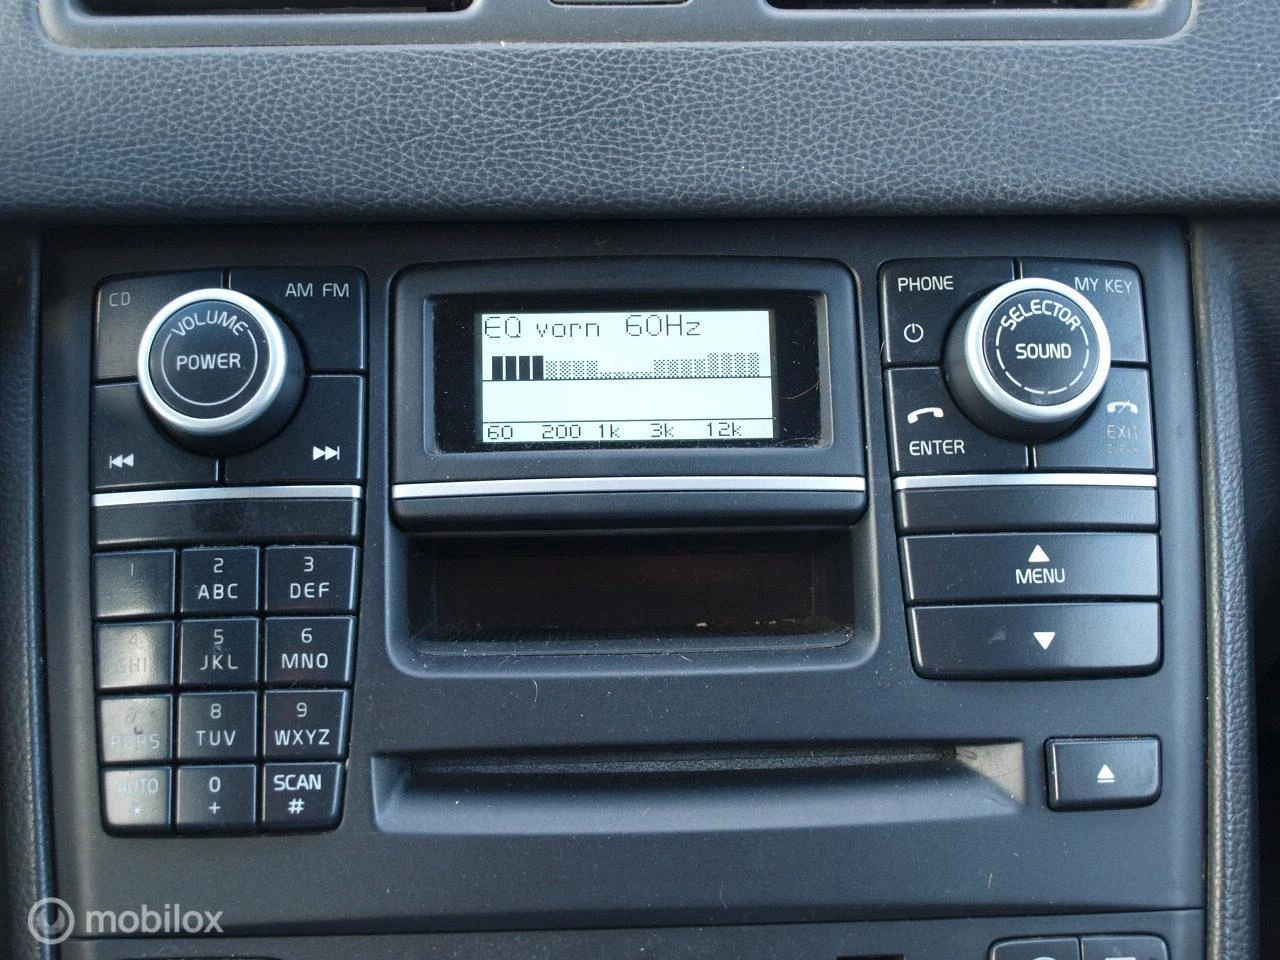 CD
AM FM
VOLUME
POWER
EQ vorn 60Hz
60 200 1k 3k 12k
PHONE
MY KEY
SELECTOR
SOUND
ENTER
EXIT
MENU
1
2
ABC
3
DEF
4
GHI
5
JKL
6
MNO
7
PQRS
8
TUV
9
WXYZ
AUTO
*
0
+
SCAN
#
mobilox